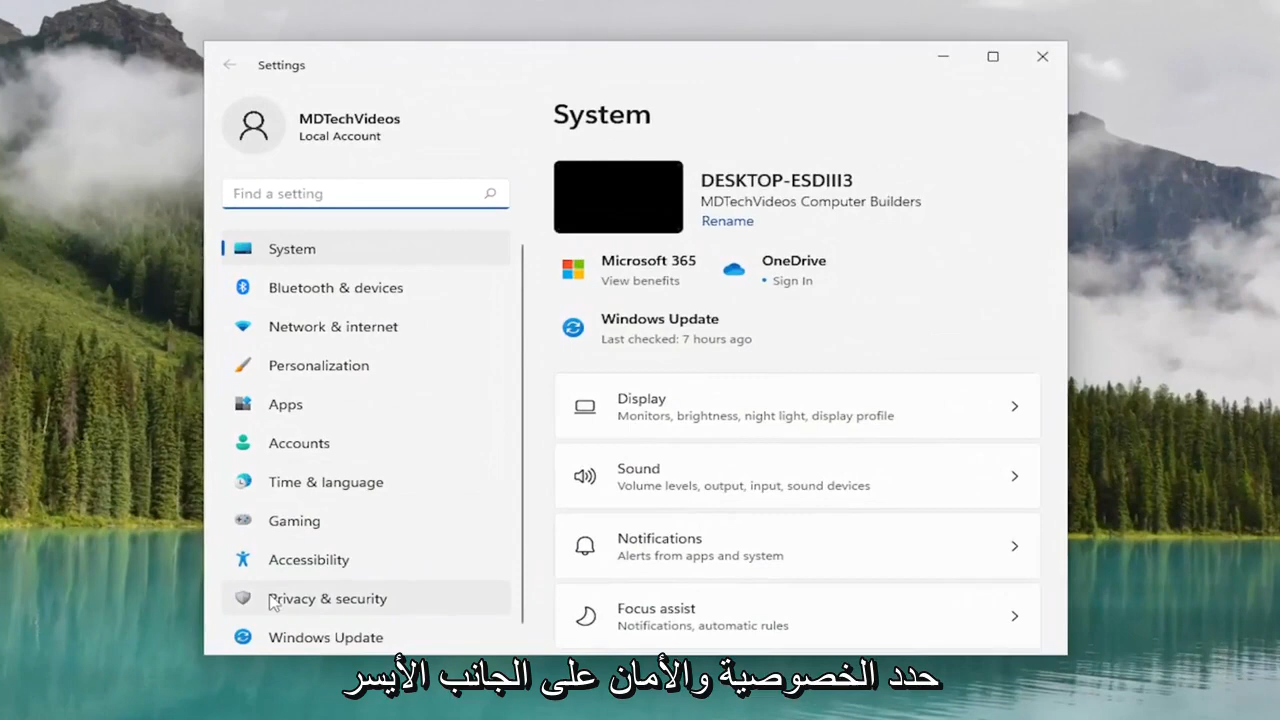 Settings
MDTechVideos
Local Account
Find a setting
System
Bluetooth & devices
Network & internet
Personalization
Apps
Accounts
Time & language
Gaming
Accessibility
Privacy & security
Windows Update
System
DESKTOP-ESDIII3
MDTechVideos Computer Builders
Rename
Microsoft 365
View benefits
OneDrive
• Sign In
Windows Update
Last checked: 7 hours ago
Display
Monitors, brightness, night light, display profile
Sound
Volume levels, output, input, sound devices
Notifications
Alerts from apps and system
Focus assist
Notifications, automatic rules
حدد الخصوصية والأمان على الجانب الأيسر